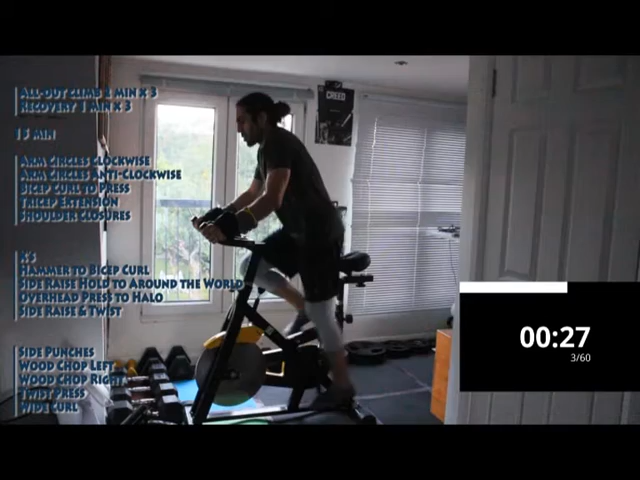 All-out climb 2 min x 3
Recovery 1 min x 3
15 min
Arm Circles Clockwise
Arm Circles Anti-Clockwise
Bicep Curl to Press
Tricep Extension
Shoulder Closures
K's
Hammer to Bicep Curl
Side Raise Hold to Around the World
Overhead Press to Halo
Side Raise & Twist
Side Punches
Wood Chop Left
Wood Chop Right
Twist Press
Wide Curl
CREED
00:27
3/60